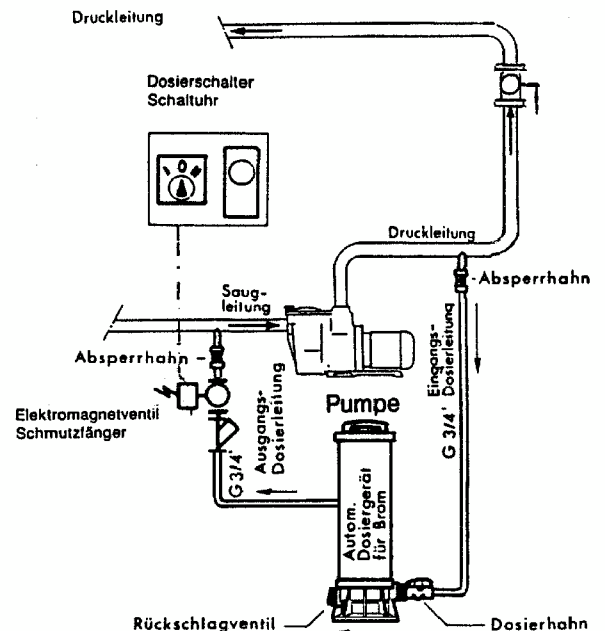 Druckleitung
Dosierschalter
Schaltuhr
I O II
Druckleitung
Absperrhahn
Saug-
leitung
Absperrhahn
Eingangs-
Dosierleitung
G 3/4'
Elektromagnetventil
Schmutzfänger
Ausgangs-
Dosierleitung
G 3/4'
Pumpe
Autom.
Dosiergerät
für Brom
Rückschlagventil
Dosierhahn